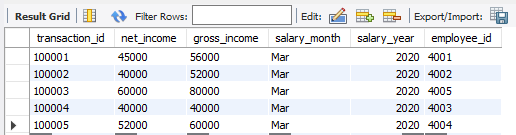 Result Grid Filter Rows: Edit: Export/Import:
transaction_id net_income gross_income salary_month salary_year employee_id
100001 45000 56000 Mar 2020 4001
100002 40000 52000 Mar 2020 4002
100003 60000 80000 Mar 2020 4005
100004 40000 40000 Mar 2020 4003
100005 52000 60000 Mar 2020 4004